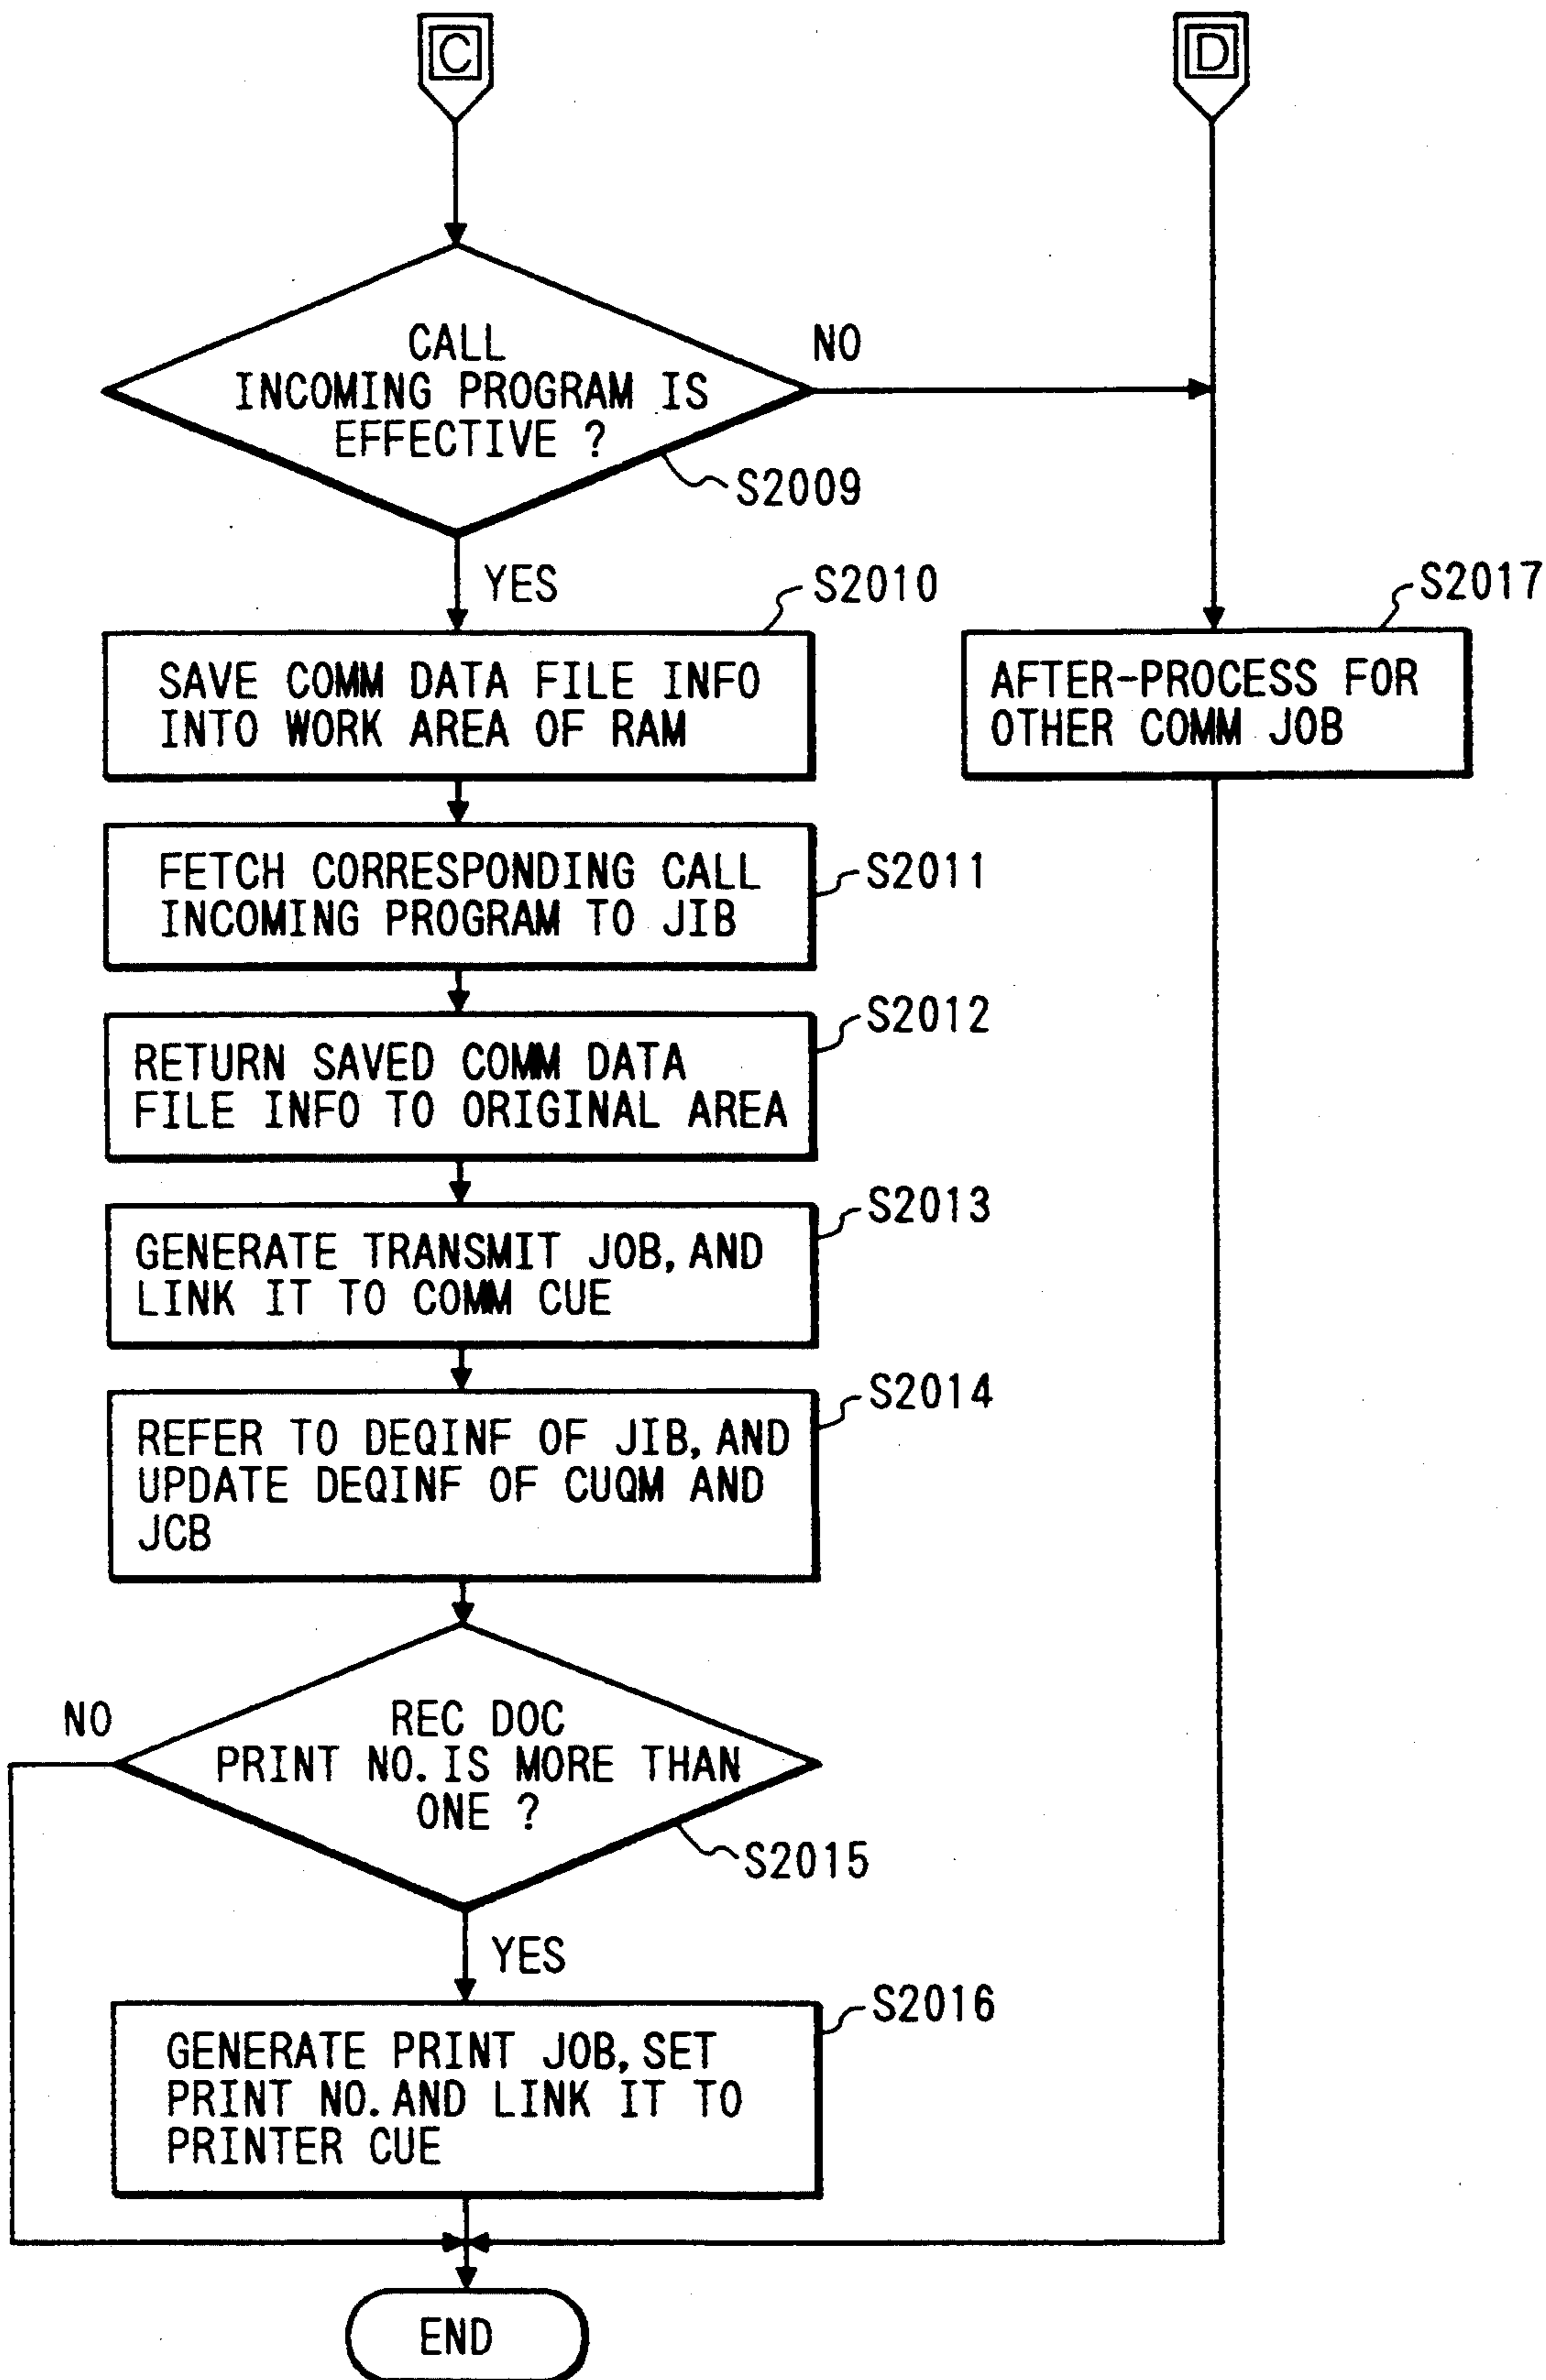 C
D
CALL
INCOMING PROGRAM IS
EFFECTIVE ?
NO
S2009
YES
S2010
SAVE COMM DATA FILE INFO
INTO WORK AREA OF RAM
S2017
AFTER-PROCESS FOR
OTHER COMM JOB
FETCH CORRESPONDING CALL
INCOMING PROGRAM TO JIB
S2011
S2012
RETURN SAVED COMM DATA
FILE INFO TO ORIGINAL AREA
S2013
GENERATE TRANSMIT JOB, AND
LINK IT TO COMM CUE
S2014
REFER TO DEQINF OF JIB, AND
UPDATE DEQINF OF CUQM AND
JCB
NO
REC DOC
PRINT NO. IS MORE THAN
ONE ?
S2015
YES
S2016
GENERATE PRINT JOB, SET
PRINT NO. AND LINK IT TO
PRINTER CUE
END